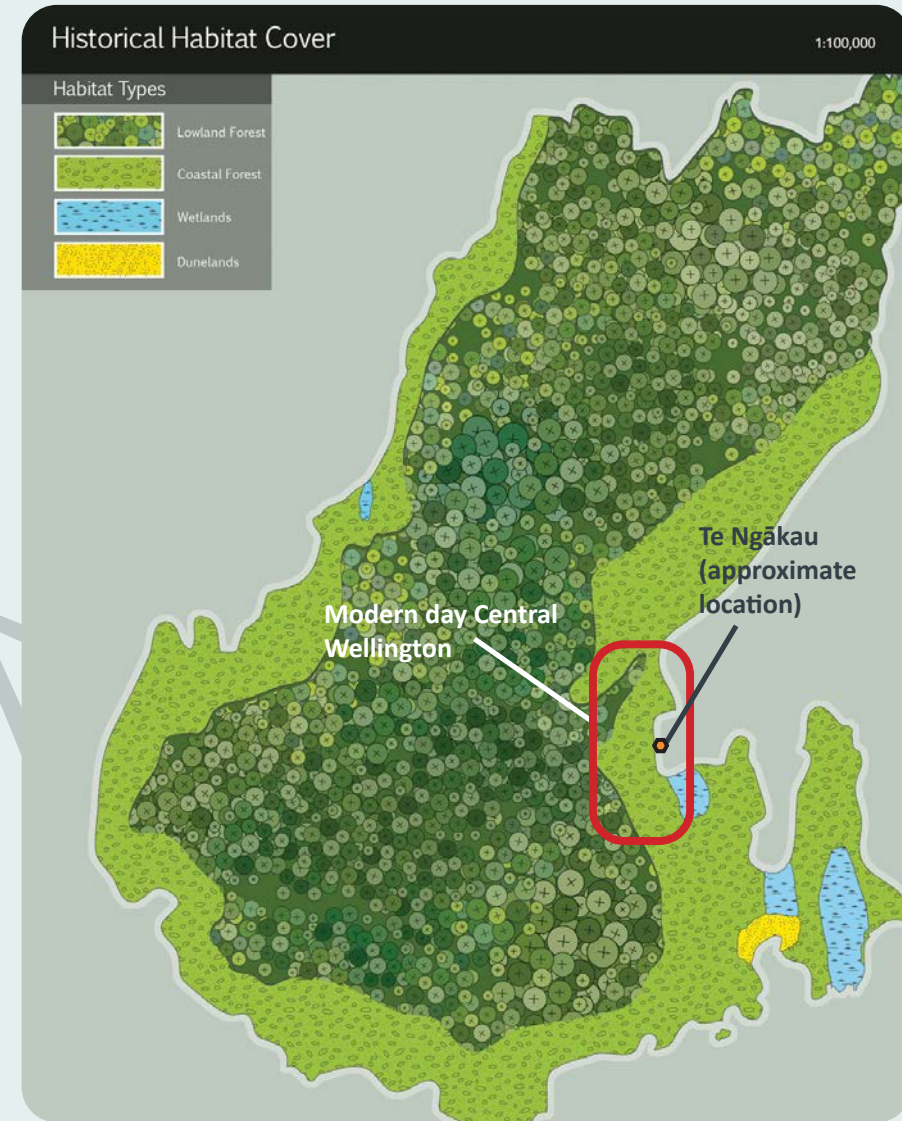 Historical Habitat Cover
1:100,000
Habitat Types
Lowland Forest
Coastal Forest
Wetlands
Dunelands
Te Ngākau
(approximate
location)
Modern day Central
Wellington